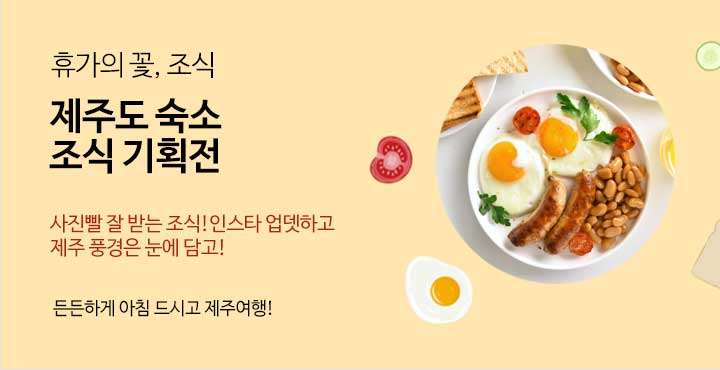 휴가의 꽃, 조식
제주도 숙소
조식 기획전
사진빨 잘 받는 조식! 인스타 업뎃하고
제주 풍경은 눈에 담고!
든든하게 아침 드시고 제주여행!